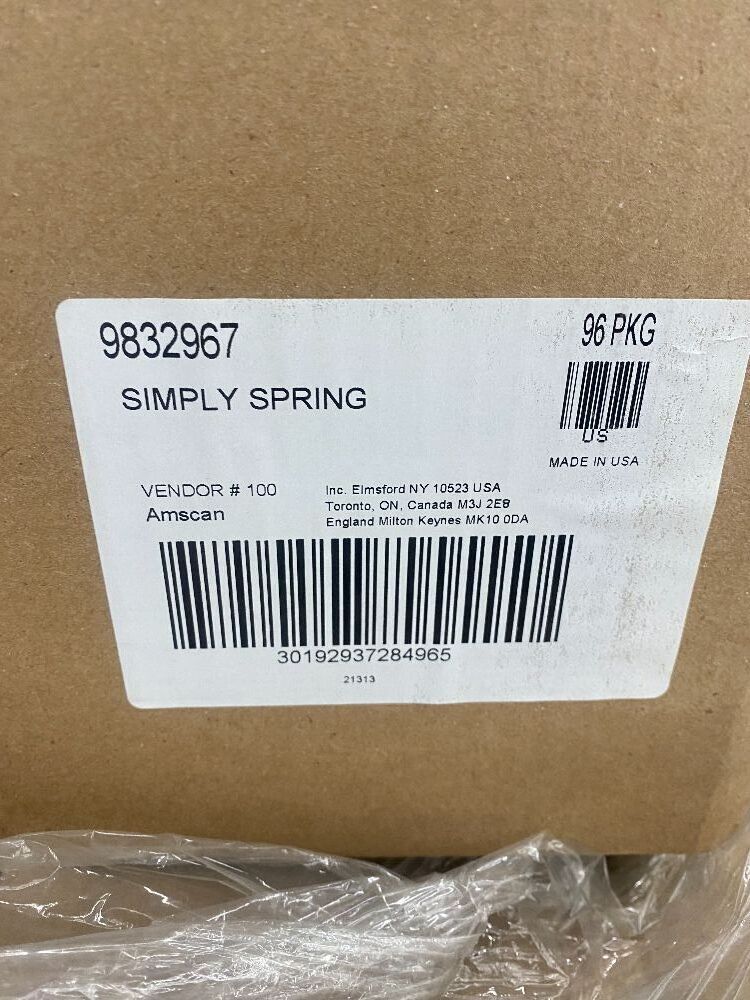 9832967
96 PKG
SIMPLY SPRING
US
MADE IN USA
VENDOR # 100
Amscan
Inc. Elmsford NY 10523 USA
Toronto, ON, Canada M3J 2E8
England Milton Keynes MK10 0DA
30192937284965
21313